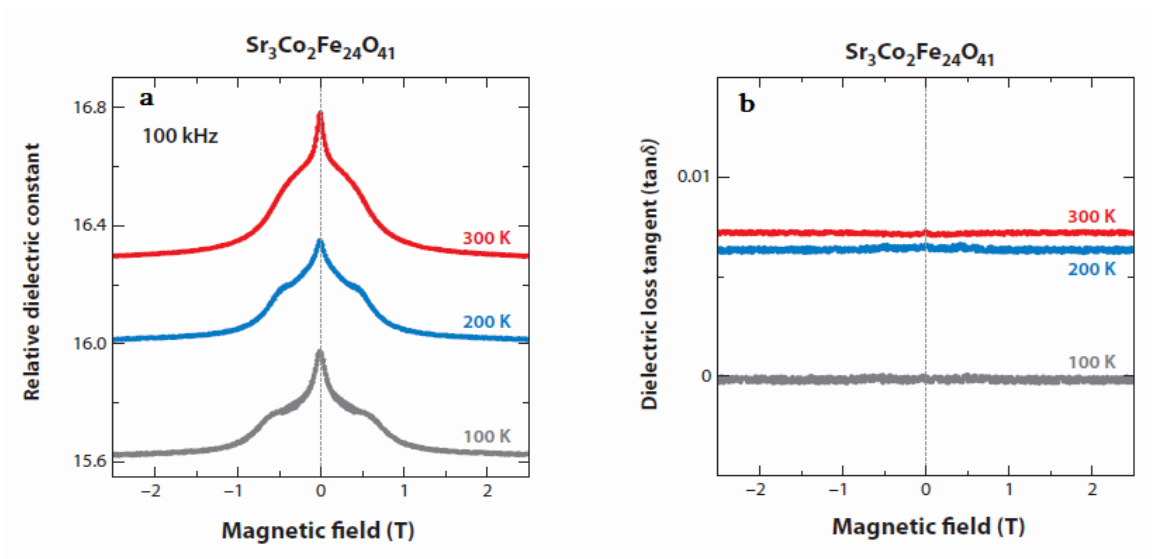 Sr₃Co₂Fe₂₄O₄₁
a
100 kHz
16.8
16.4
16.0
15.6
300 K
200 K
100 K
−2 −1 0 1 2
Relative dielectric constant
Magnetic field (T)
Sr₃Co₂Fe₂₄O₄₁
b
0.01
0
300 K
200 K
100 K
−2 −1 0 1 2
Dielectric loss tangent (tanδ)
Magnetic field (T)